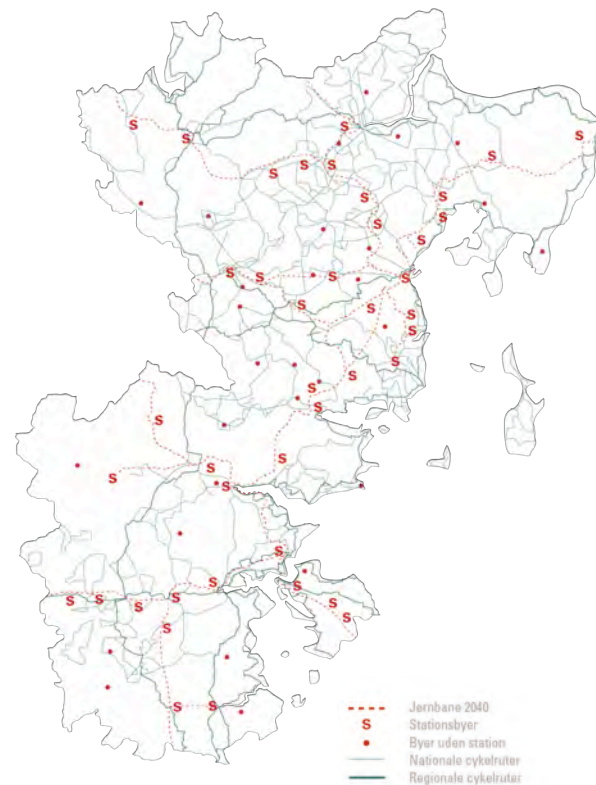 Jernbane 2040
S Stationsbyer
Byer uden station
Nationale cykelruter
Regionale cykelruter